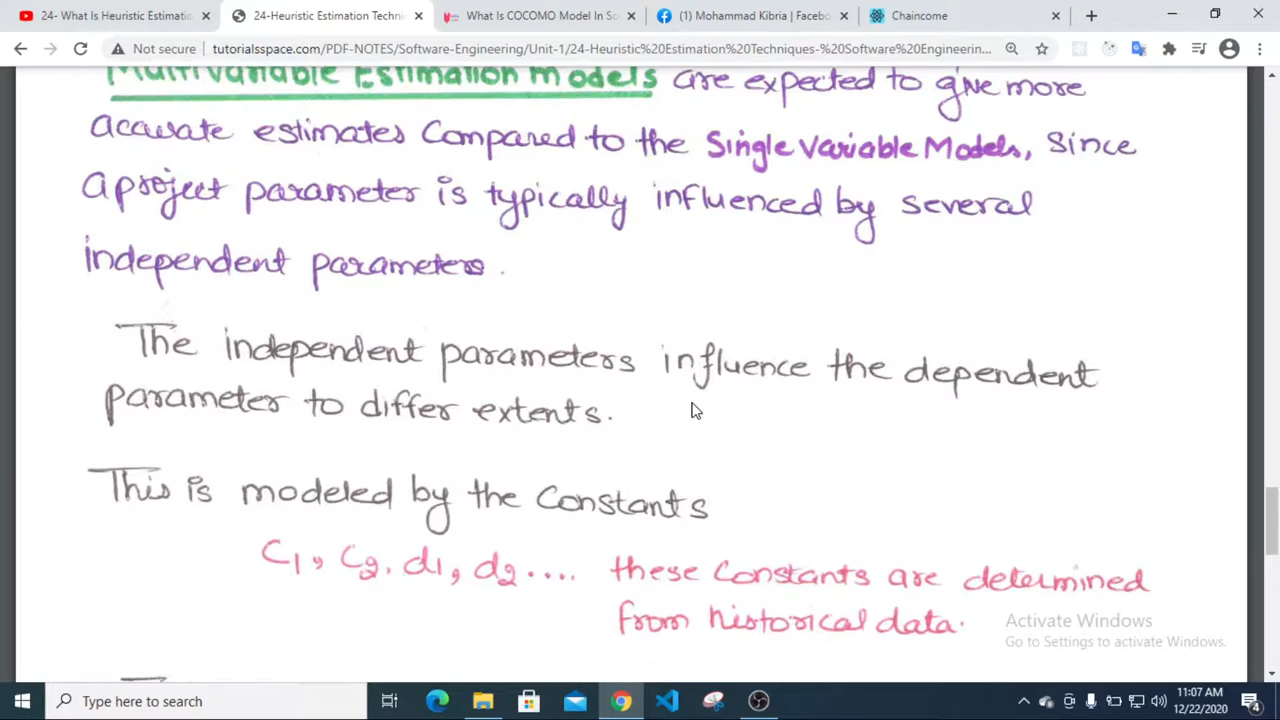 24- What Is Heuristic Estimatio
24-Heuristic Estimation Techni
What Is COCOMO Model In So
(1) Mohammad Kibria | Facebo
Chaincome
Not secure
tutorialsspace.com/PDF-NOTES/Software-Engineering/Unit-1/24-Heuristic%20Estimation%20Techniques-%20Software%20Engineerin...
Multivariable Estimation models are expected to give more
accurate estimates Compared to the Single Variable Models, Since
a project parameter is typically influenced by several
independent parameters.
The independent parameters influence the dependent
parameter to differ extents.
This is modeled by the Constants
C1, C2, d1, d2 .... these Constants are determined
from historical data.
Activate Windows
Go to Settings to activate Windows.
Type here to search
11:07 AM
12/22/2020
4